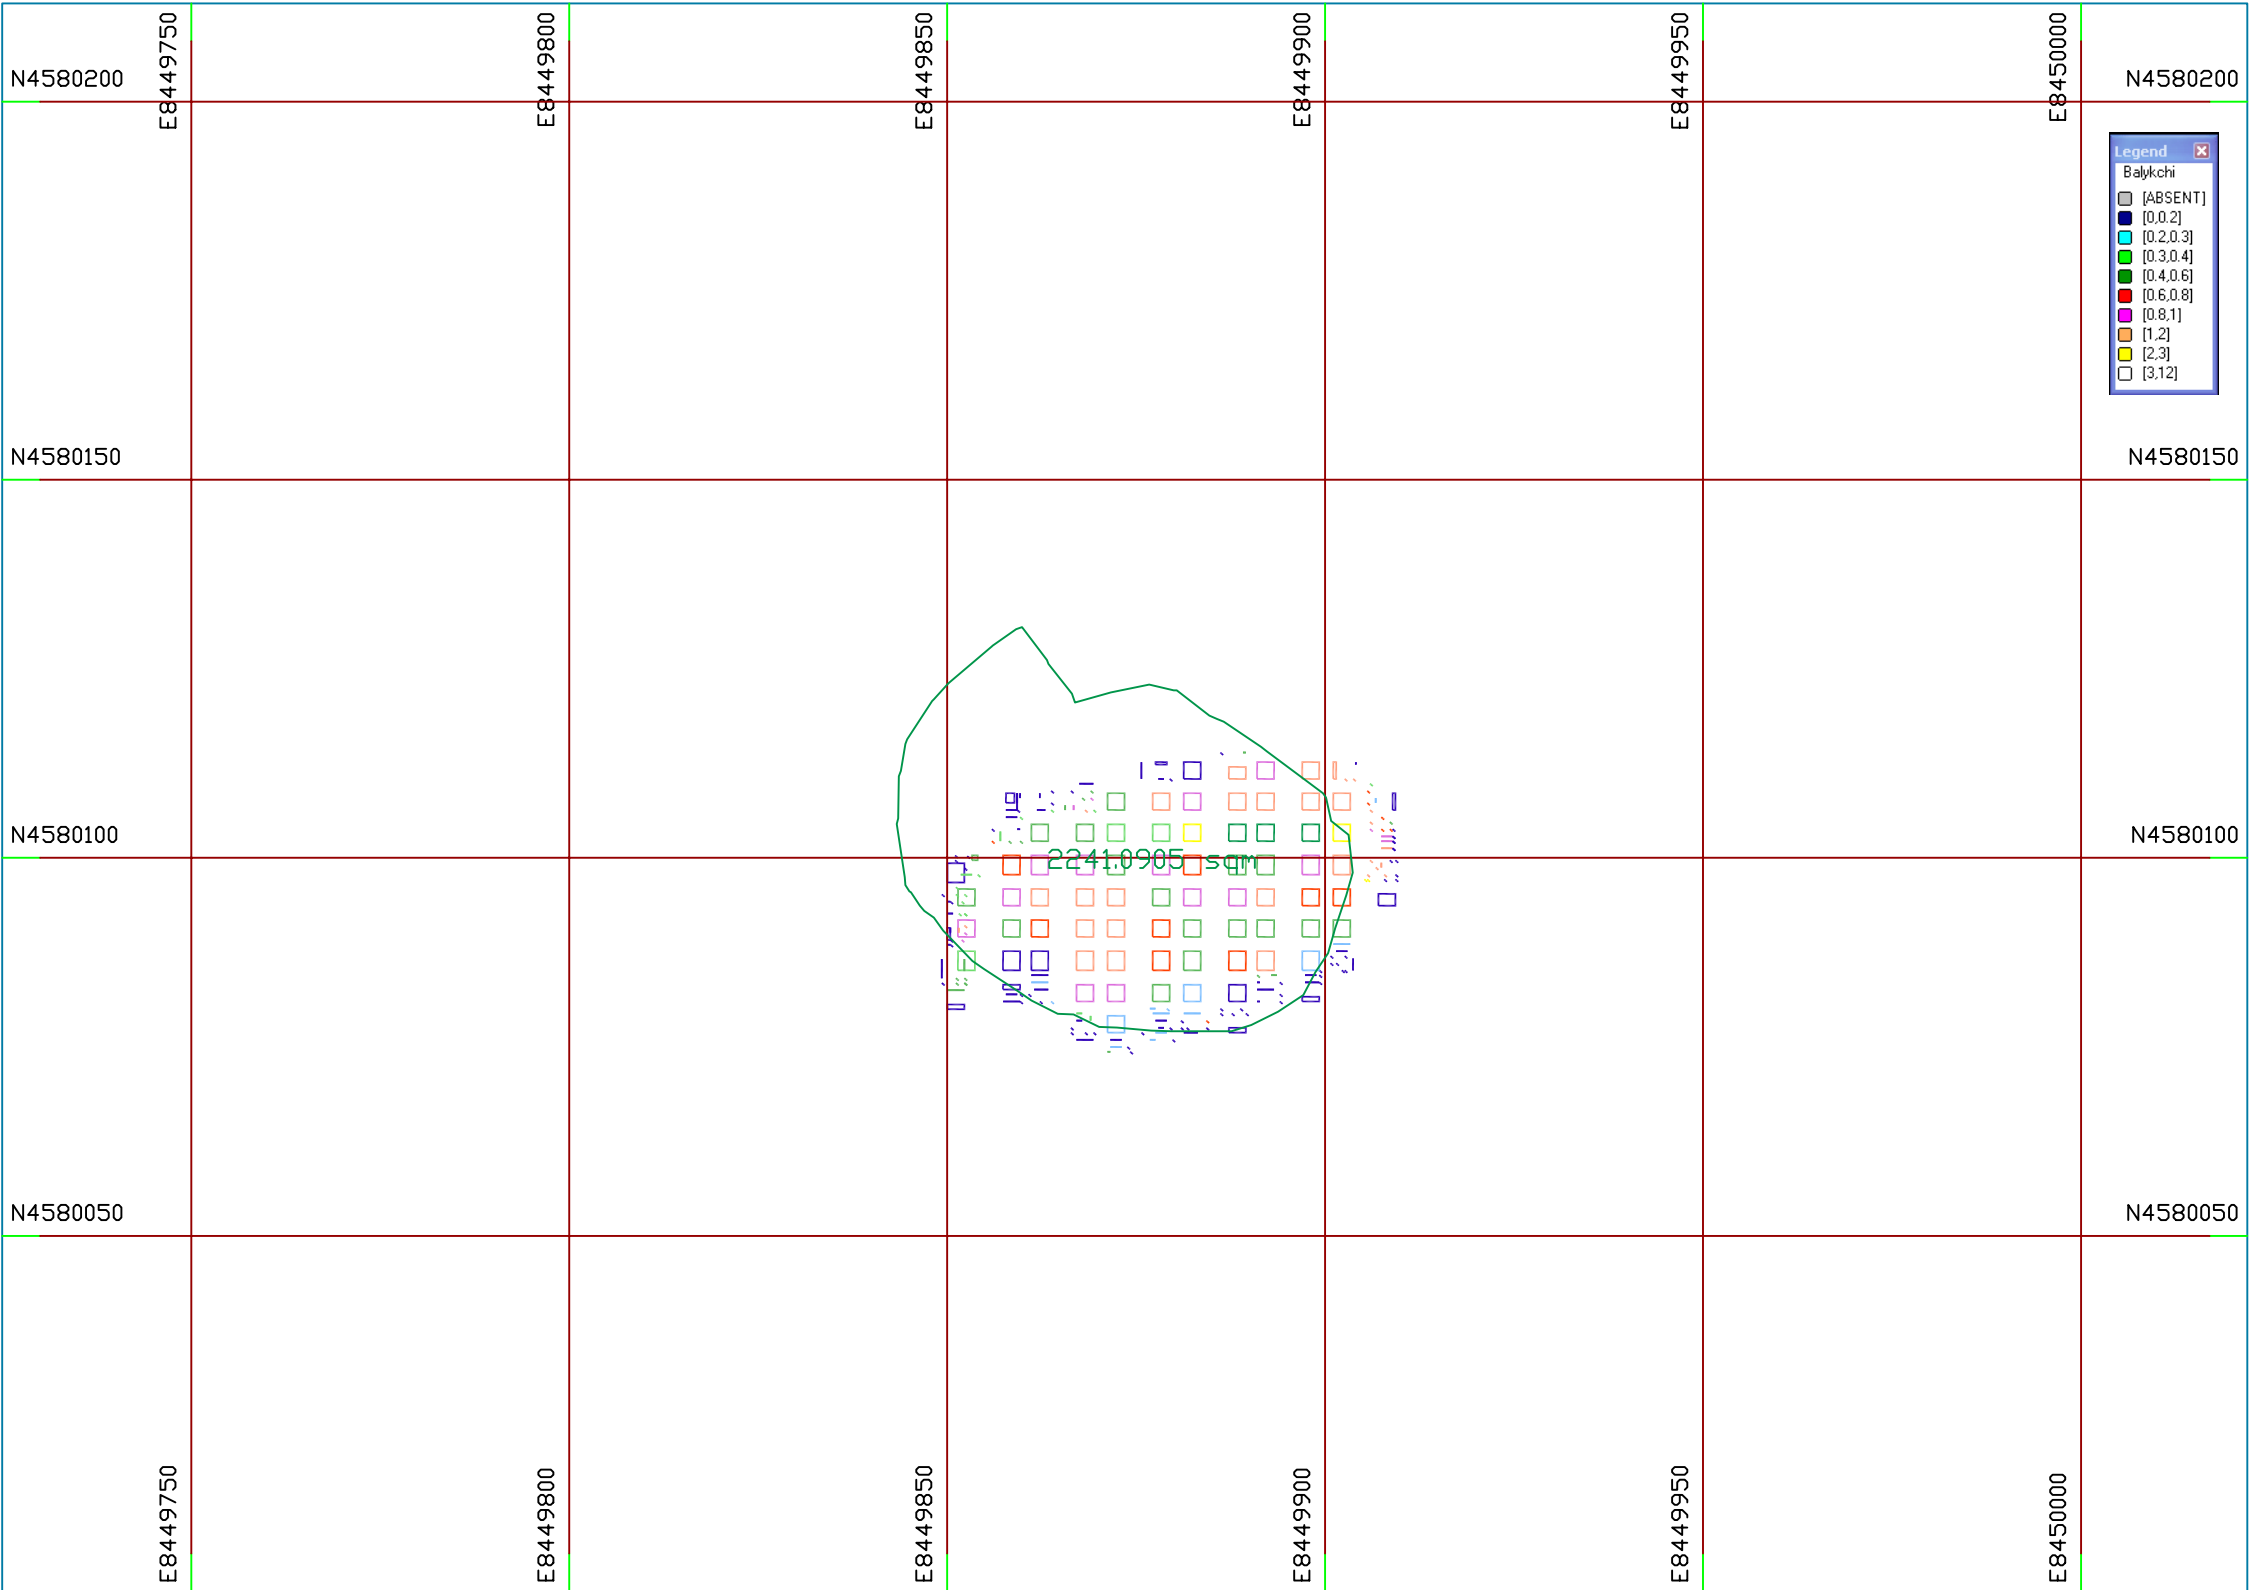 E8449750
E8449800
E8449850
E8449900
E8449950
E8450000
N4580200
N4580200
Legend
Balykchi
[ABSENT]
[0,0.2]
[0.2,0.3]
[0.3,0.4]
[0.4,0.6]
[0.6,0.8]
[0.8,1]
[1,2]
[2,3]
[3,12]
N4580150
N4580150
N4580100
N4580100
2241.0905 sqm
N4580050
N4580050
E8449750
E8449800
E8449850
E8449900
E8449950
E8450000